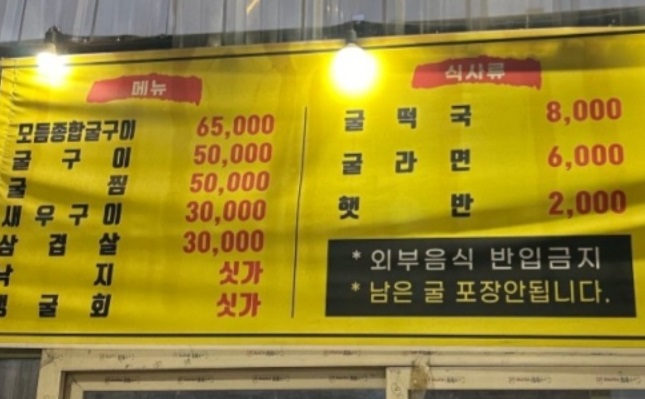 메뉴
모듬종합굴구이 65,000
굴구이 50,000
굴찜 50,000
새우구이 30,000
삼겹살 30,000
낙지 싯가
생굴회 싯가
식사류
굴떡국 8,000
굴라면 6,000
햇반 2,000
* 외부음식 반입금지
* 남은 굴 포장안됩니다.